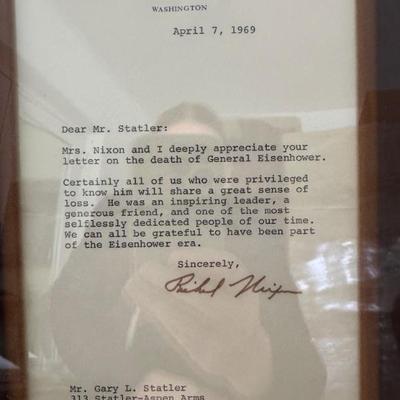 WASHINGTON
April 7, 1969
Dear Mr. Statler:
Mrs. Nixon and I deeply appreciate your
letter on the death of General Eisenhower.
Certainly all of us who were privileged
to know him will share a great sense of
loss. He was an inspiring leader, a
generous friend, and one of the most
selflessly dedicated people of our time.
We can all be grateful to have been part
of the Eisenhower era.
Sincerely,
Richard Nixon
Mr. Gary L. Statler
313 Statler-Aspen Arms